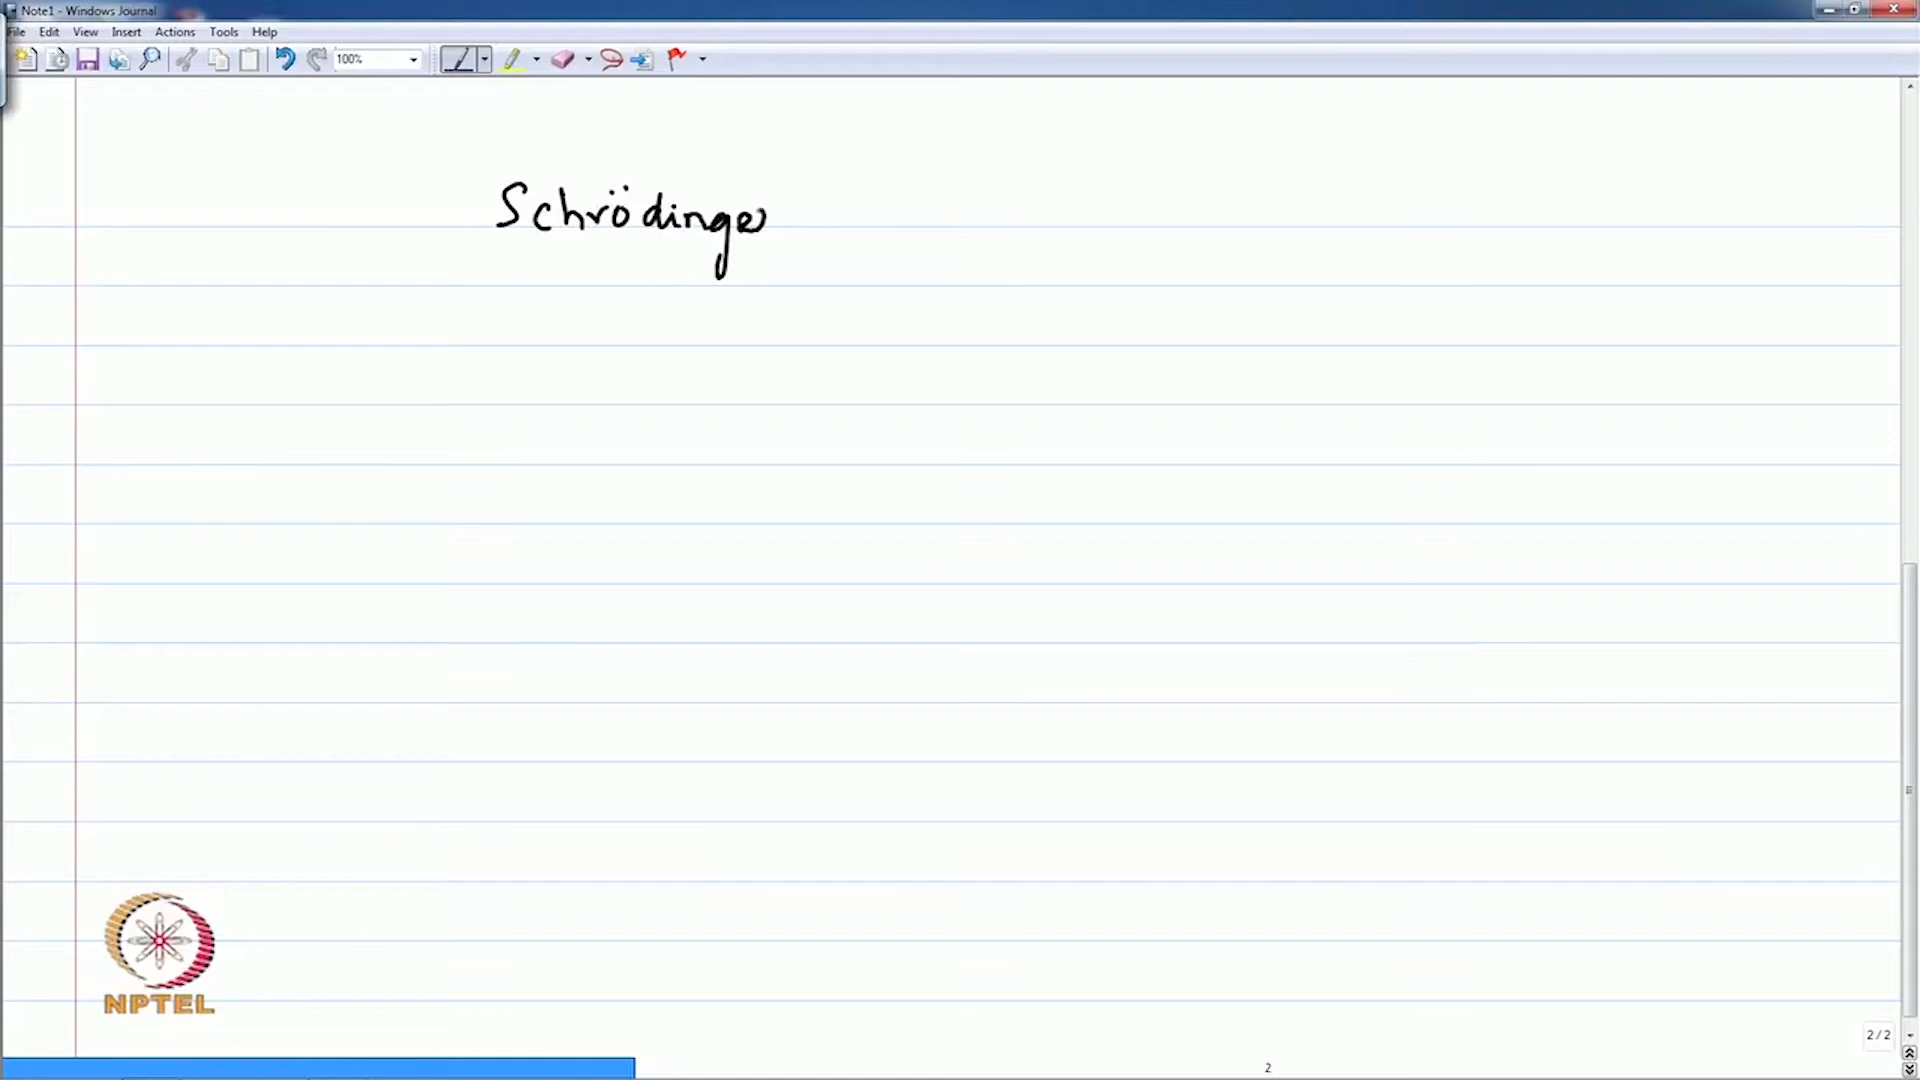 Note1 - Windows Journal
File Edit View Insert Actions Tools Help
100%
Schrödinger
NPTEL
2 / 2
2